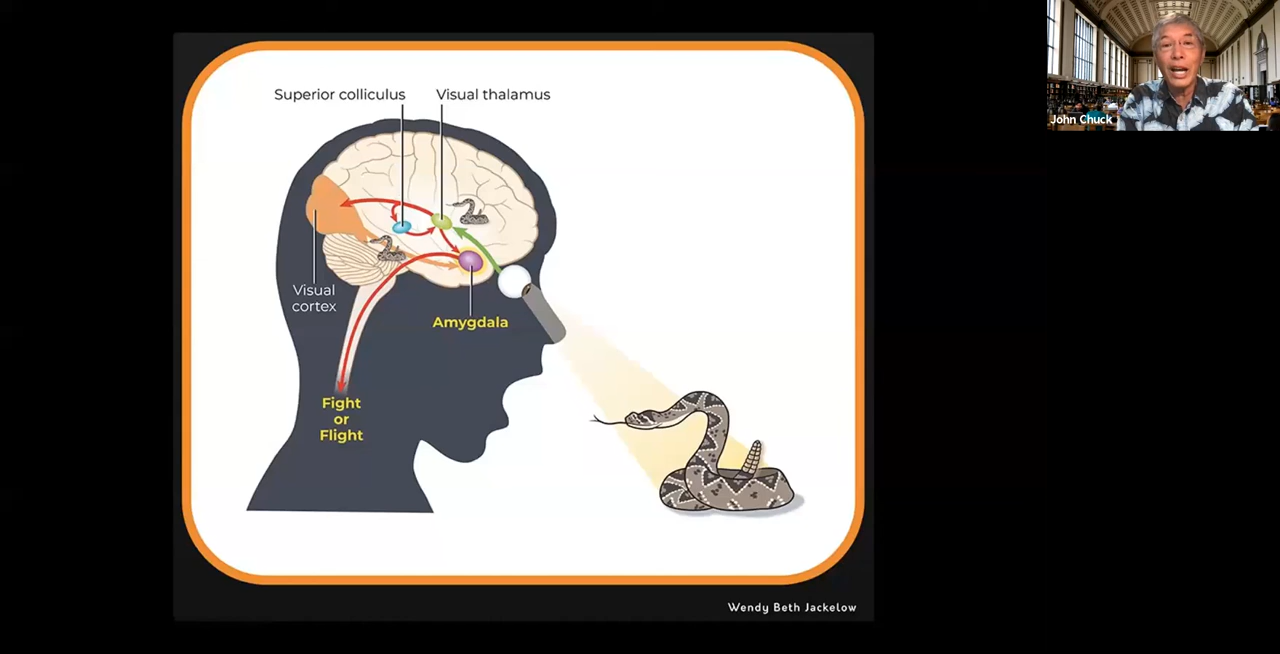 Superior colliculus
Visual thalamus
John Chuck
Visual
cortex
Amygdala
Fight
or
Flight
Wendy Beth Jackelow